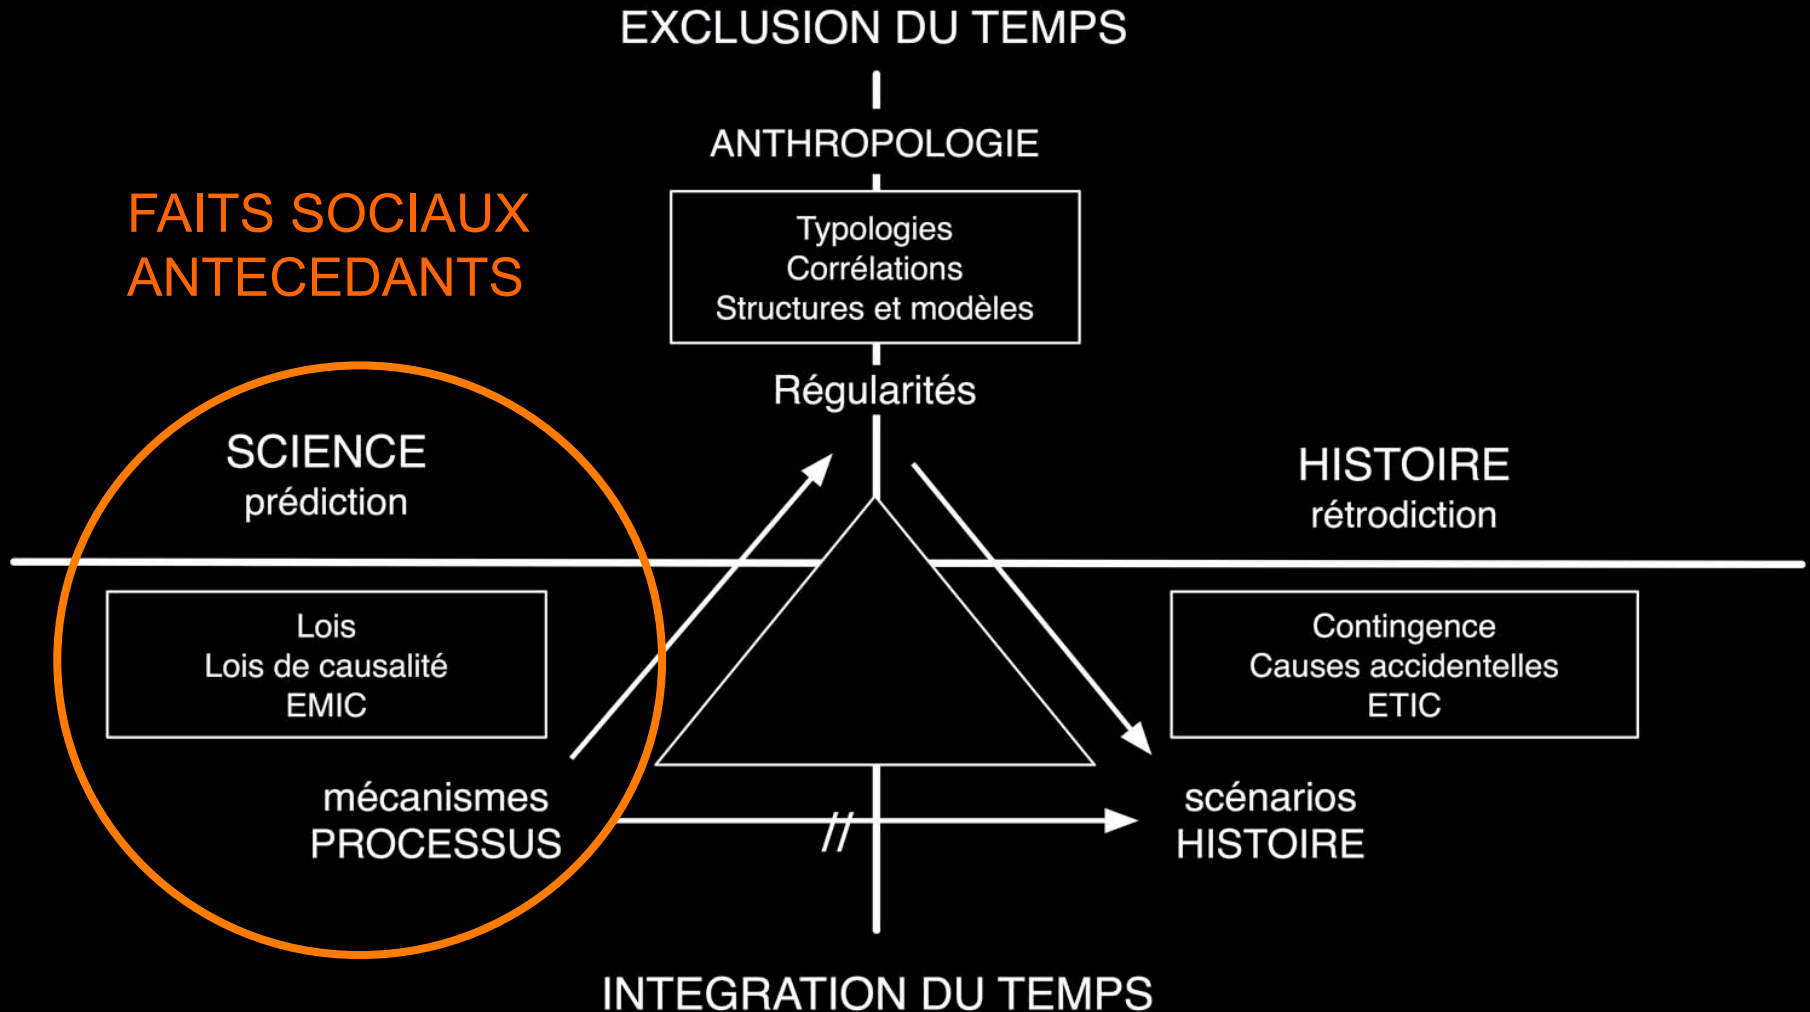 EXCLUSION DU TEMPS
ANTHROPOLOGIE
FAITS SOCIAUX
ANTECEDANTS
Typologies
Corrélations
Structures et modèles
Régularités
SCIENCE
prédiction
HISTOIRE
rétrodiction
Lois
Lois de causalité
EMIC
Contingence
Causes accidentelles
ETIC
mécanismes
PROCESSUS
//
scénarios
HISTOIRE
INTEGRATION DU TEMPS